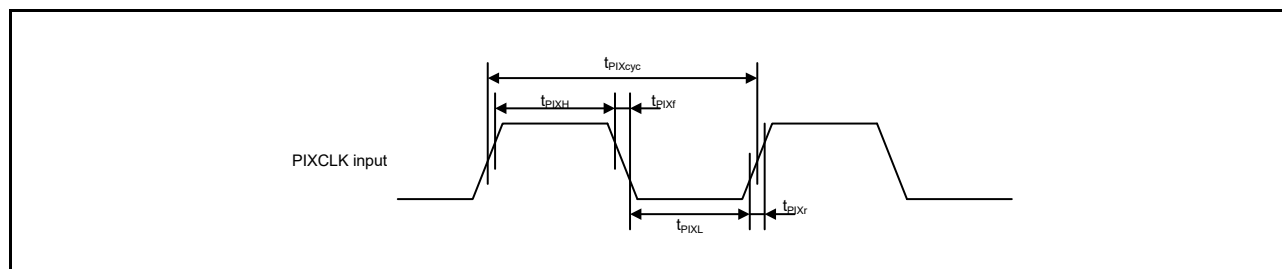 tPIXcyc
tPIXH tPIXf
PIXCLK input
tPIXr
tPIXL